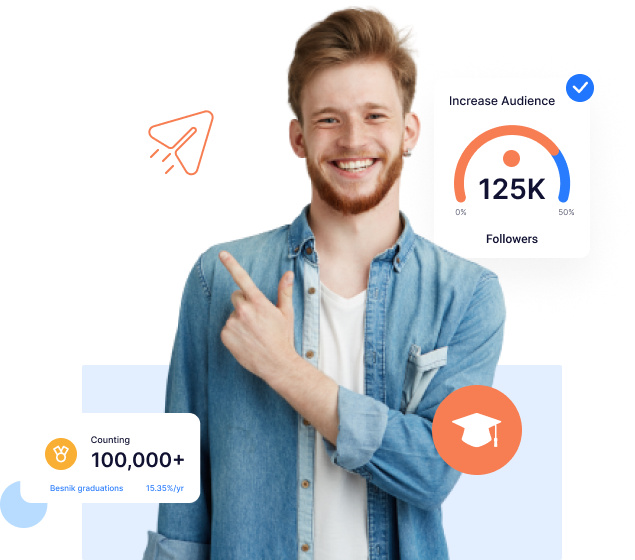 Increase Audience
125K
0%
50%
Followers
Counting
100,000+
Besnik graduations 15.35%/yr